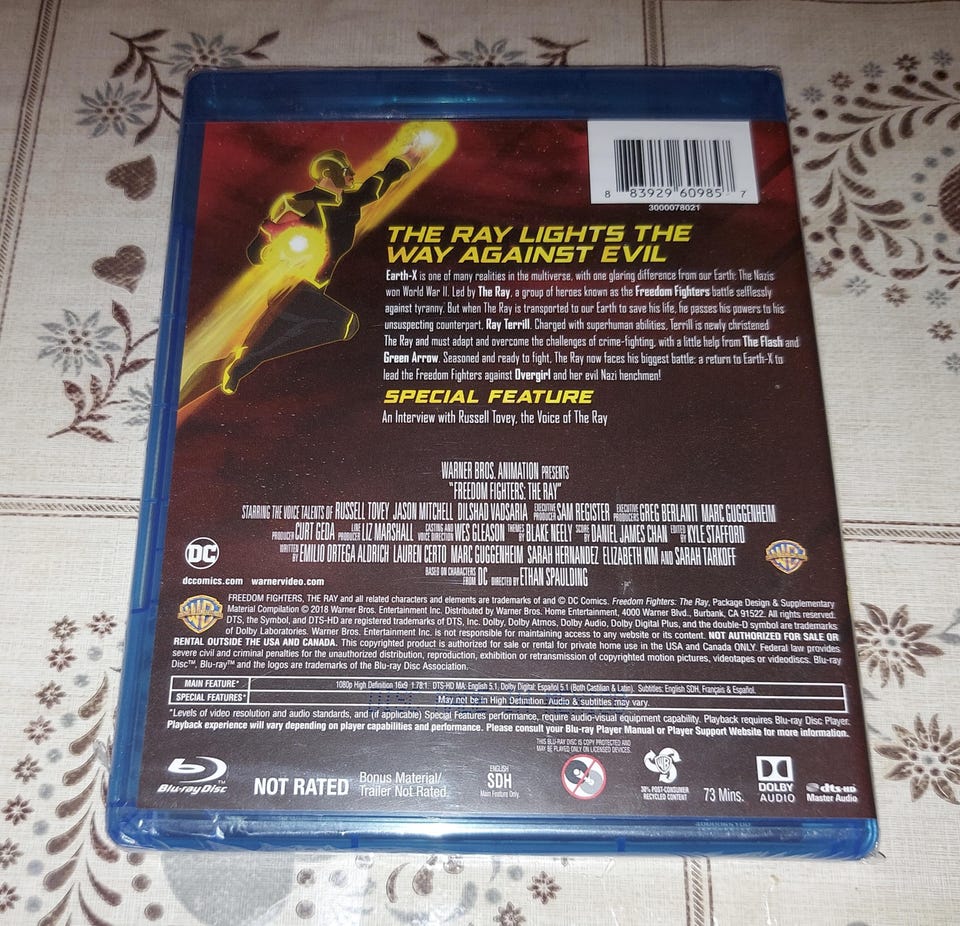 8 83929 60985 7
3000078021
THE RAY LIGHTS THE
WAY AGAINST EVIL
Earth-X is one of many realities in the multiverse, with one glaring difference from our Earth: The Nazis
won World War II. Led by The Ray, a group of heroes known as the Freedom Fighters battle selflessly
against tyranny. But when The Ray is transported to our Earth to save his life, he passes his powers to his
unsuspecting counterpart, Ray Terrill. Charged with superhuman abilities, Terrill is newly christened
The Ray and must adapt and overcome the challenges of crime-fighting, with a little help from The Flash and
Green Arrow. Seasoned and ready to fight, The Ray now faces his biggest battle: a return to Earth-X to
lead the Freedom Fighters against Overgirl and her evil Nazi henchmen!
SPECIAL FEATURE
An Interview with Russell Tovey, the Voice of The Ray
WARNER BROS. ANIMATION PRESENTS
"FREEDOM FIGHTERS: THE RAY"
STARRING THE VOICE TALENTS OF RUSSELL TOVEY JASON MITCHELL DILSHAD VADSARIA EXECUTIVE PRODUCER SAM REGISTER EXECUTIVE PRODUCERS GREG BERLANTI MARC GUGGENHEIM
PRODUCER CURT GEDA LINE PRODUCER LIZ MARSHALL CASTING AND VOICE DIRECTION WES GLEASON THEMES BY BLAKE NEELY SCORE BY DANIEL JAMES CHAN EDITED BY KYLE STAFFORD
WRITTEN BY EMILIO ORTEGA ALDRICH LAUREN CERTO MARC GUGGENHEIM SARAH HERNANDEZ ELIZABETH KIM AND SARAH TARKOFF
BASED ON CHARACTERS FROM DC DIRECTED BY ETHAN SPAULDING
DC
WB
dccomics.com warnervideo.com
WB
FREEDOM FIGHTERS, THE RAY and all related characters and elements are trademarks of and © DC Comics. Freedom Fighters: The Ray, Package Design & Supplementary
Material Compilation © 2018 Warner Bros. Entertainment Inc. Distributed by Warner Bros. Home Entertainment, 4000 Warner Blvd., Burbank, CA 91522. All rights reserved.
DTS, the Symbol, and DTS-HD are registered trademarks of DTS, Inc. Dolby, Dolby Atmos, Dolby Audio, Dolby Digital Plus, and the double-D symbol are trademarks
of Dolby Laboratories. Warner Bros. Entertainment Inc. is not responsible for maintaining access to any website or its content. NOT AUTHORIZED FOR SALE OR
RENTAL OUTSIDE THE USA AND CANADA. This copyrighted product is authorized for sale or rental for private home use in the USA and Canada ONLY. Federal law provides
severe civil and criminal penalties for the unauthorized distribution, reproduction, exhibition or retransmission of copyrighted motion pictures, videotapes or videodiscs. Blu-ray
Disc™, Blu-ray™ and the logos are trademarks of the Blu-ray Disc Association.
MAIN FEATURE* 1080p High Definition 16x9 1.78:1. DTS-HD MA: English 5.1, Dolby Digital: Español 5.1 (Both Castilian & Latin). Subtitles: English SDH, Français & Español.
SPECIAL FEATURES* May not be in High Definition. Audio & subtitles may vary.
*Levels of video resolution and audio standards, and (if applicable) Special Features performance, require audio-visual equipment capability. Playback requires Blu-ray Disc Player.
Playback experience will vary depending on player capabilities and performance. Please consult your Blu-ray Player Manual or Player Support Website for more information.
THIS BLU-RAY DISC IS COPY PROTECTED AND
MAY BE PLAYED ONLY ON LICENSED DEVICES.
Blu-ray Disc™
NOT RATED
Bonus Material/
Trailer Not Rated.
ENGLISH
SDH
Main Feature Only
30% POST-CONSUMER
RECYCLED CONTENT
73 Mins.
DOLBY
AUDIO
dts-HD
Master Audio